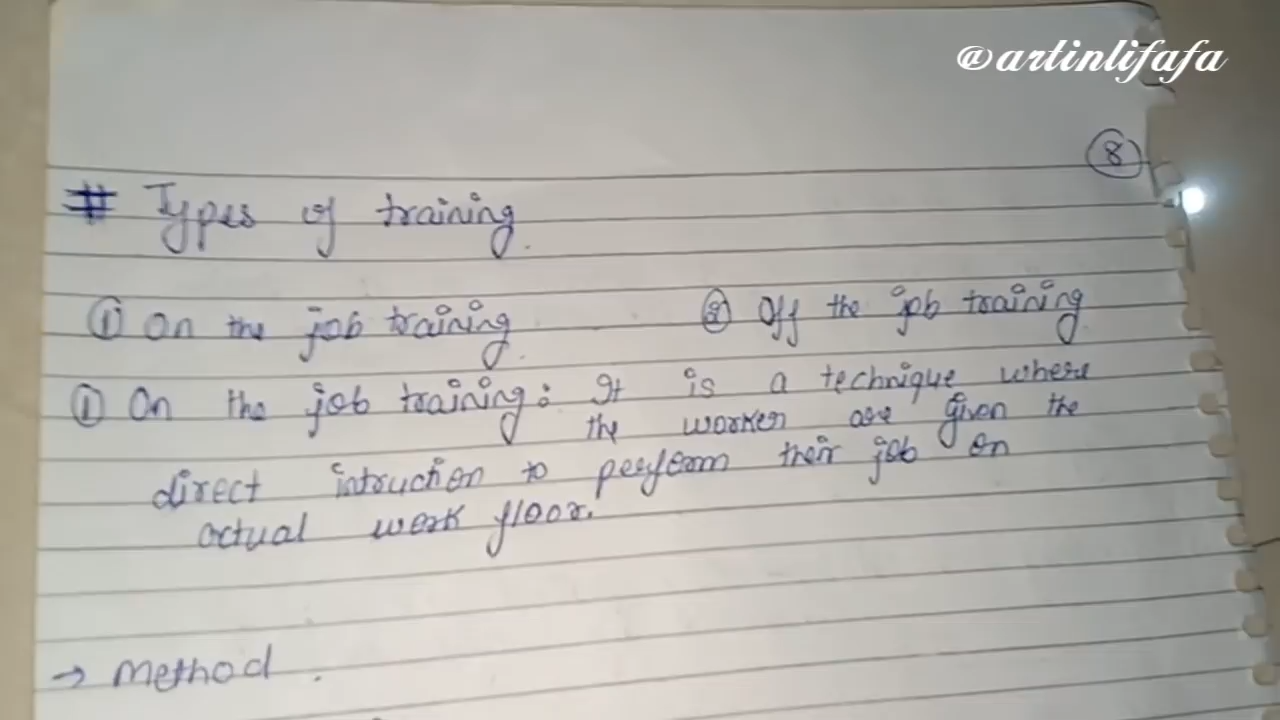 @artinlifafa
8
# Types of training.
① On the job training. ② Off the job training
① On the job training: It is a technique where
the worker are given the
direct intruction to perform their job on
actual work floor.
→ Method.